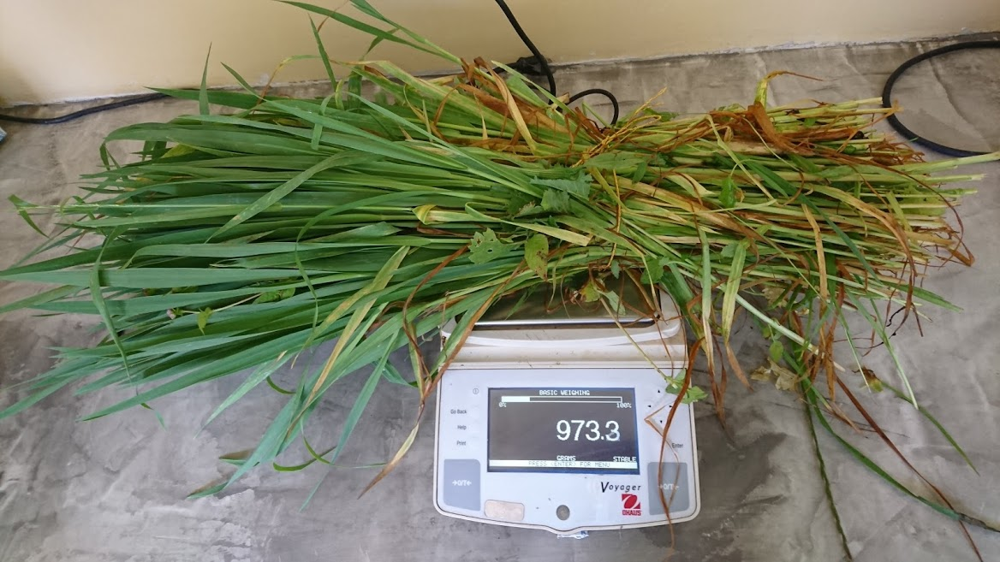 BASIC WEIGHING
0% 100%
Go Back
Help
Print
973.3
Enter
GRAMS STABLE
PRESS [ENTER] FOR MENU
→0/T← →0/T←
Voyager
OHAUS